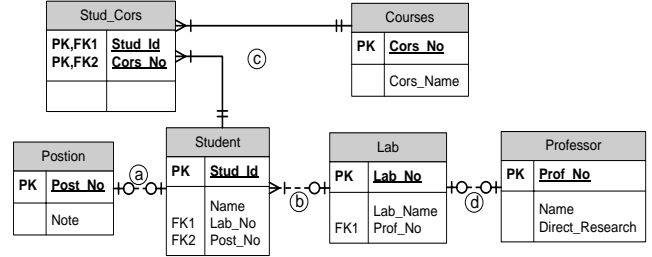 Stud_Cors
PK,FK1 Stud_Id
PK,FK2 Cors_No
Courses
PK Cors_No
Cors_Name
c
Postion
PK Post_No
Note
a
Student
PK Stud_Id
Name
FK1 Lab_No
FK2 Post_No
b
Lab
PK Lab_No
Lab_Name
FK1 Prof_No
d
Professor
PK Prof_No
Name
Direct_Research